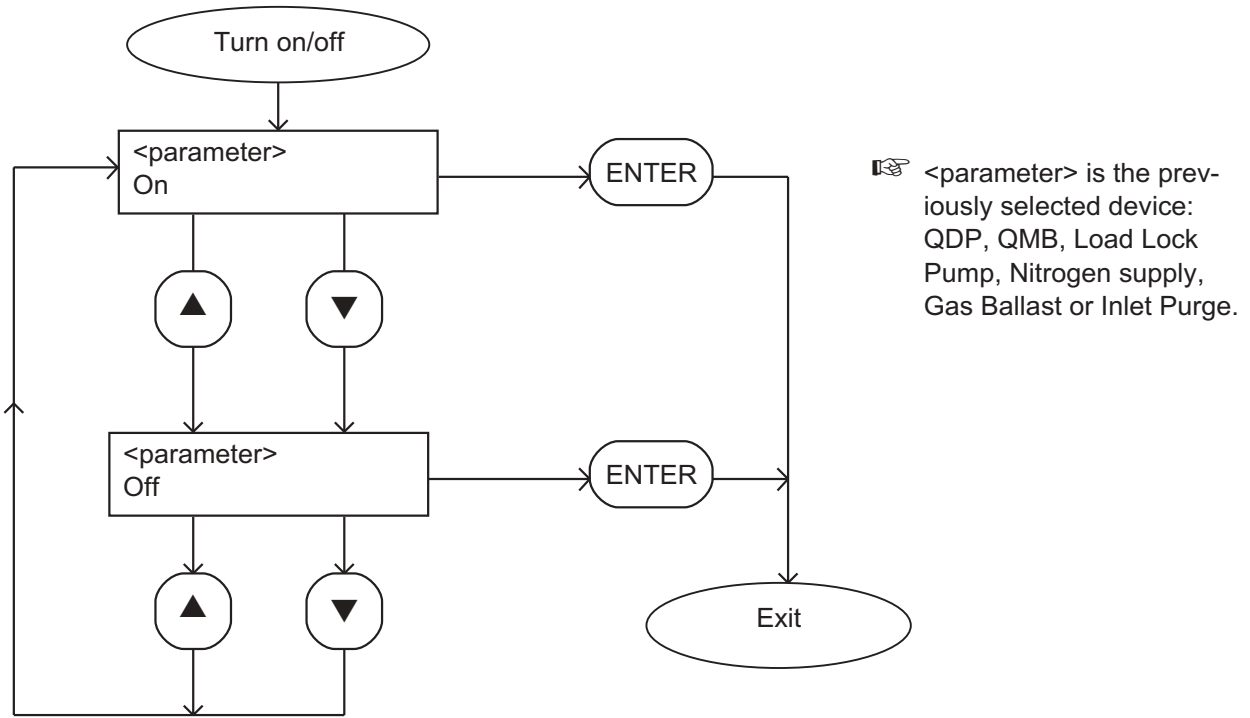 Turn on/off
<parameter>
On
ENTER
▲
▼
<parameter>
Off
ENTER
▲
▼
Exit
☞ <parameter> is the prev-
iously selected device:
QDP, QMB, Load Lock
Pump, Nitrogen supply,
Gas Ballast or Inlet Purge.